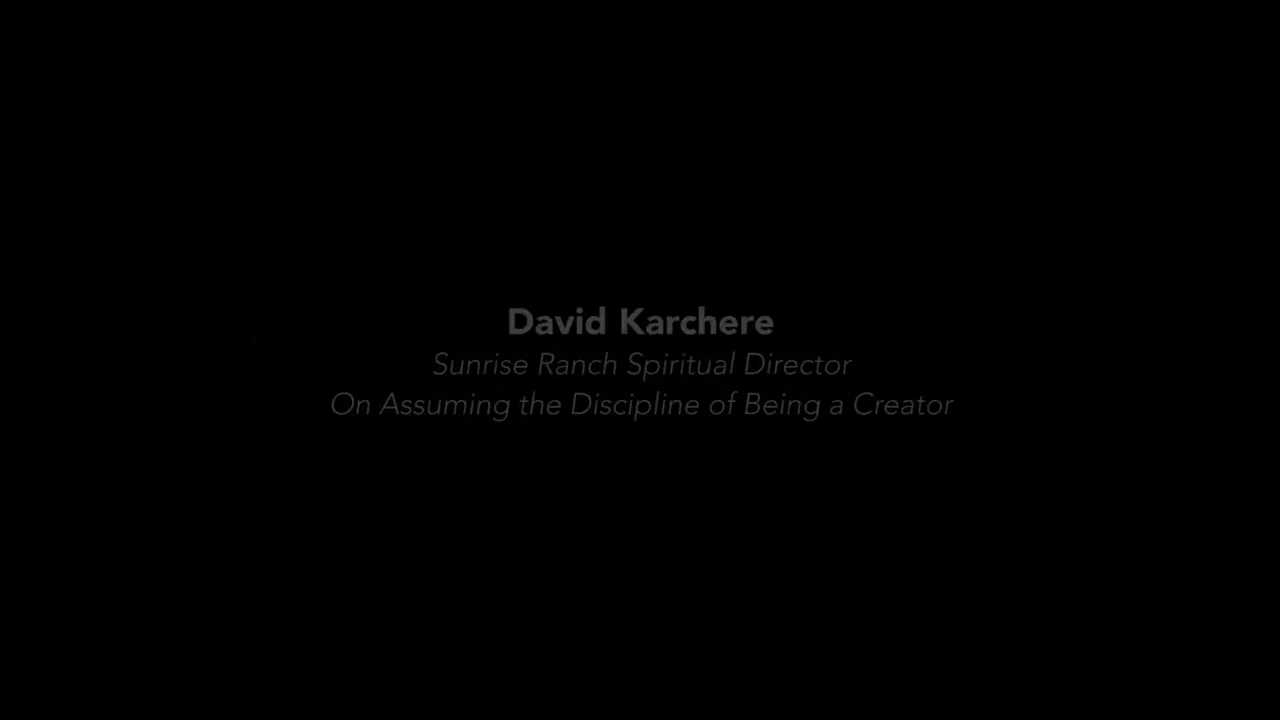 David Karchere
Sunrise Ranch Spiritual Director
On Assuming the Discipline of Being a Creator